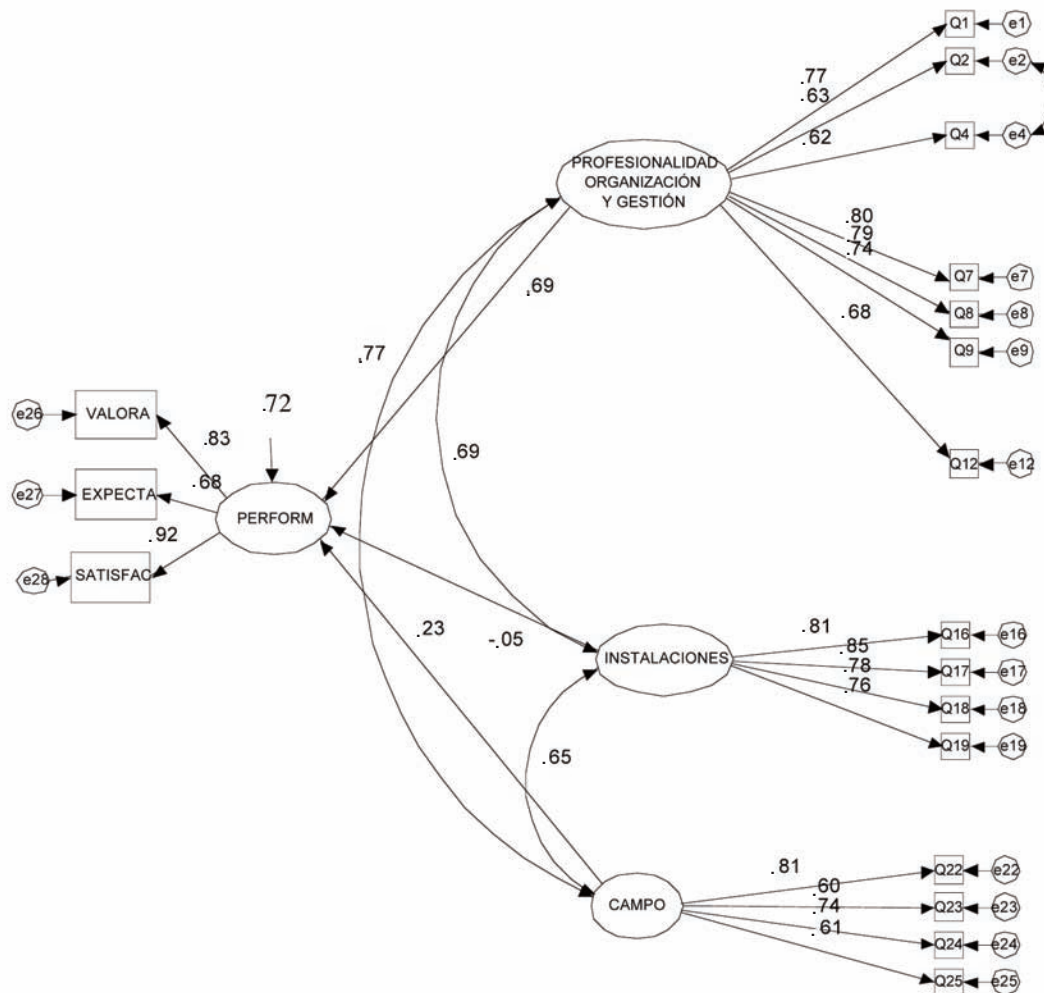 Q1
e1
Q2
e2
.77
.63
Q4
e4
.62
PROFESIONALIDAD
ORGANIZACIÓN
Y GESTIÓN
.80
.79
.74
Q7
e7
Q8
e8
.68
Q9
e9
.69
.77
Q12
e12
.69
.72
e26
VALORA
.83
e27
EXPECTA
.68
PERFORM
.92
e28
SATISFAC
.23
-.05
INSTALACIONES
.81
.85
.78
.76
Q16
e16
Q17
e17
Q18
e18
Q19
e19
.65
CAMPO
.81
.60
.74
.61
Q22
e22
Q23
e23
Q24
e24
Q25
e25